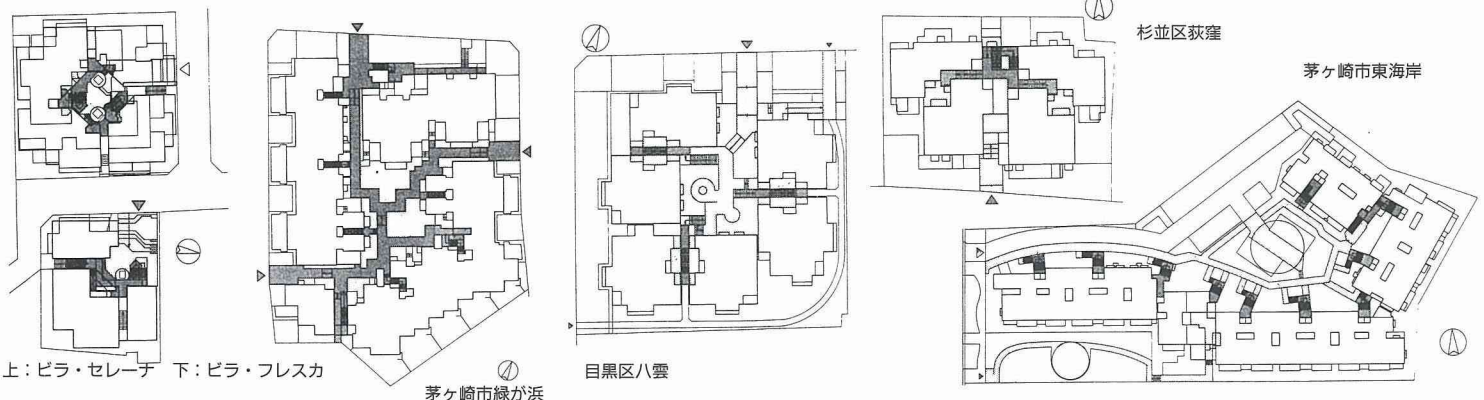 杉並区荻窪
茅ヶ崎市東海岸
上：ビラ・セレーナ　下：ビラ・フレスカ
目黒区八雲
茅ヶ崎市緑が浜